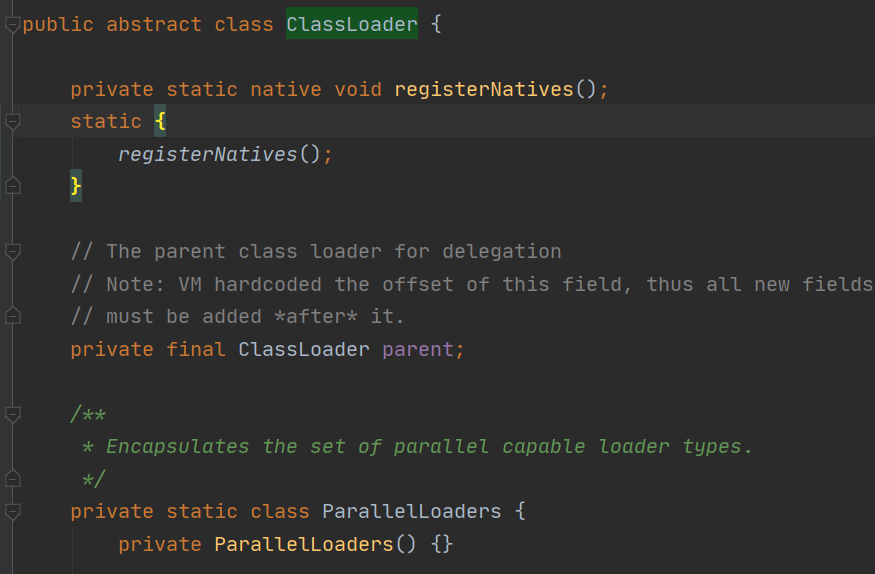 public abstract class ClassLoader {
private static native void registerNatives();
static {
registerNatives();
}
// The parent class loader for delegation
// Note: VM hardcoded the offset of this field, thus all new fields
// must be added *after* it.
private final ClassLoader parent;
/**
* Encapsulates the set of parallel capable loader types.
*/
private static class ParallelLoaders {
private ParallelLoaders() {}